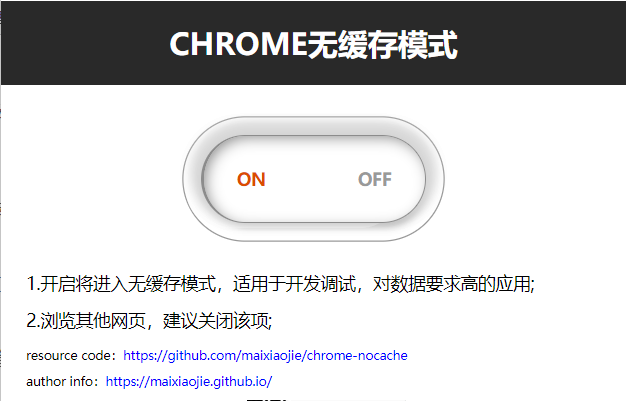 CHROME无缓存模式
ON OFF
1.开启将进入无缓存模式，适用于开发调试，对数据要求高的应用;
2.浏览其他网页，建议关闭该项;
resource code：https://github.com/maixiaojie/chrome-nocache
author info：https://maixiaojie.github.io/